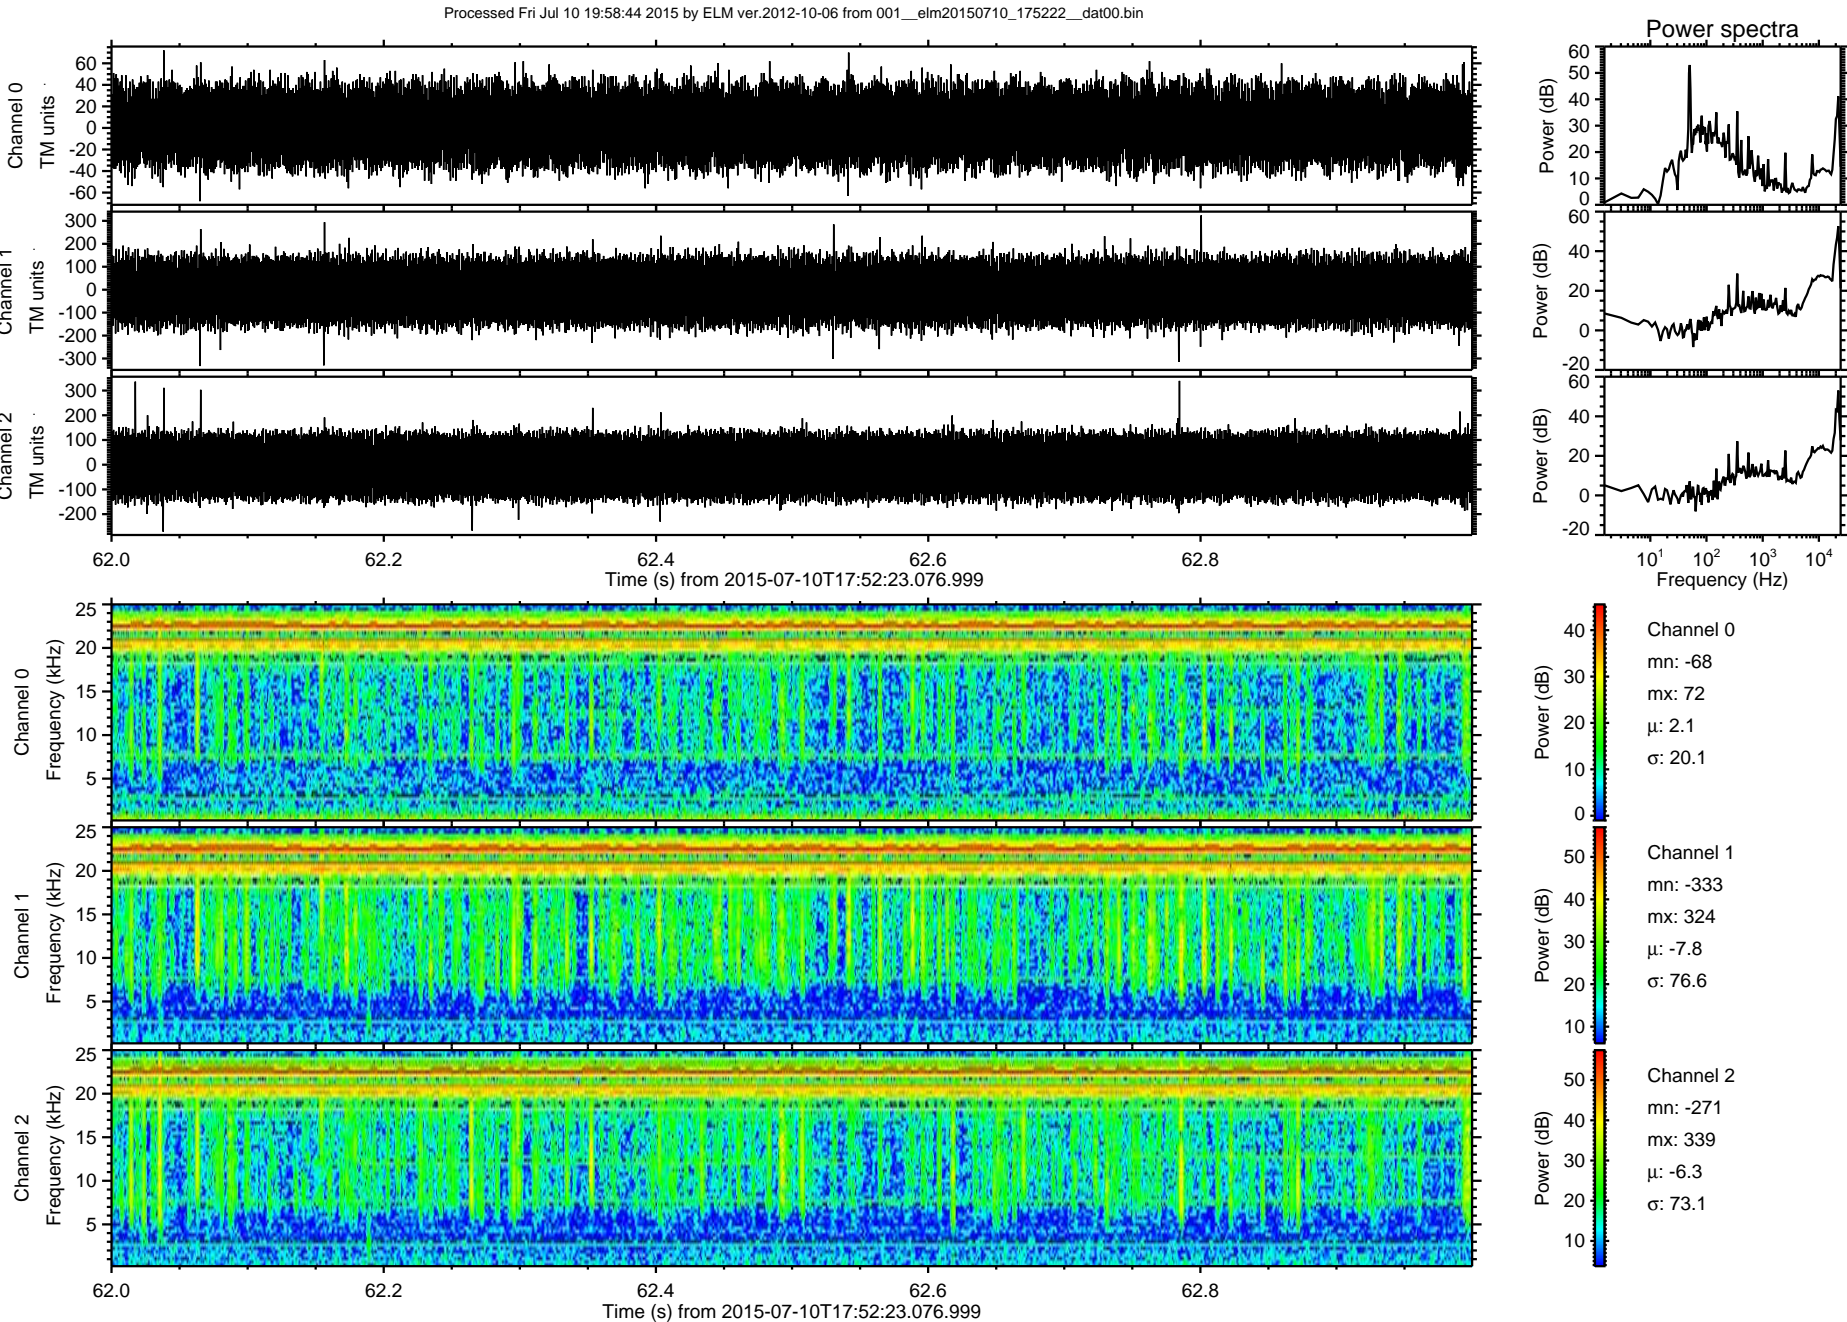 Processed Fri Jul 10 19:58:44 2015 by ELM ver.2012-10-06 from 001__elm20150710_175222__dat00.bin
Power spectra
Channel 0
TM units
60
40
20
0
-20
-40
-60
Power (dB)
60
50
40
30
20
10
0
Channel 1
TM units
300
200
100
0
-100
-200
-300
Power (dB)
60
40
20
0
-20
Channel 2
TM units
300
200
100
0
-100
-200
Power (dB)
60
40
20
0
-20
62.0 62.2 62.4 62.6 62.8
Time (s) from 2015-07-10T17:52:23.076.999
10¹ 10² 10³ 10⁴
Frequency (Hz)
Channel 0
Frequency (kHz)
25
20
15
10
5
Power (dB)
40
30
20
10
0
Channel 0
mn: -68
mx: 72
μ: 2.1
σ: 20.1
Channel 1
Frequency (kHz)
25
20
15
10
5
Power (dB)
50
40
30
20
10
Channel 1
mn: -333
mx: 324
μ: -7.8
σ: 76.6
Channel 2
Frequency (kHz)
25
20
15
10
5
Power (dB)
50
40
30
20
10
Channel 2
mn: -271
mx: 339
μ: -6.3
σ: 73.1
62.0 62.2 62.4 62.6 62.8
Time (s) from 2015-07-10T17:52:23.076.999